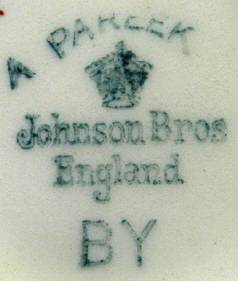 A PAREEK
Johnson Bros
England
BY